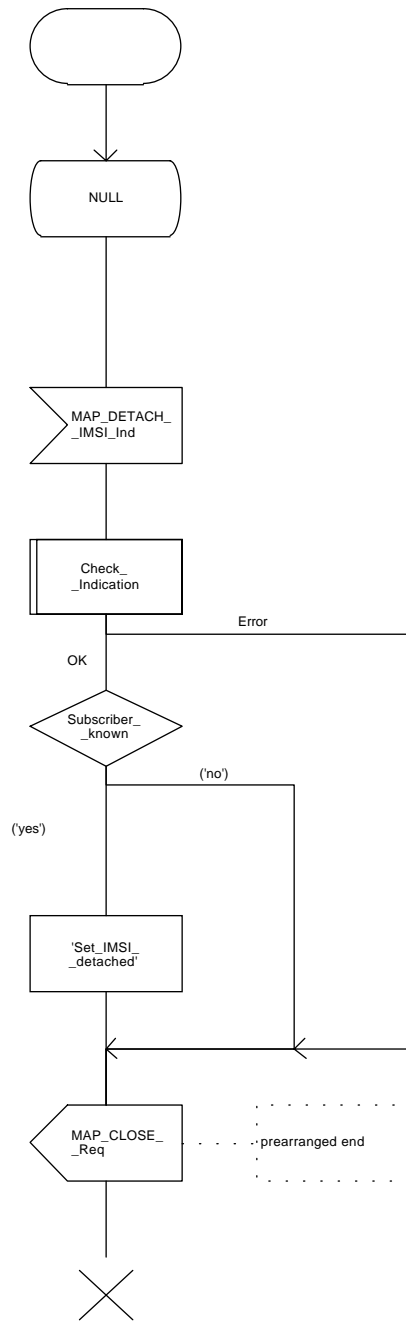 NULL
MAP_DETACH_
_IMSI_Ind
Check_
_Indication
Error
OK
Subscriber_
_known
('no')
('yes')
'Set_IMSI_
_detached'
MAP_CLOSE_
_Req
prearranged end